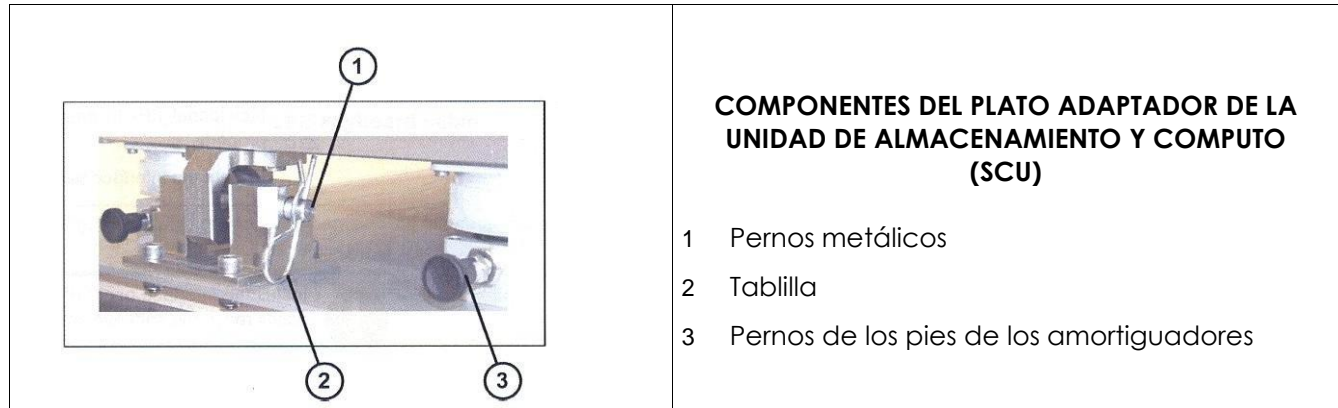 1
2
3
COMPONENTES DEL PLATO ADAPTADOR DE LA
UNIDAD DE ALMACENAMIENTO Y COMPUTO
(SCU)
1 Pernos metálicos
2 Tablilla
3 Pernos de los pies de los amortiguadores